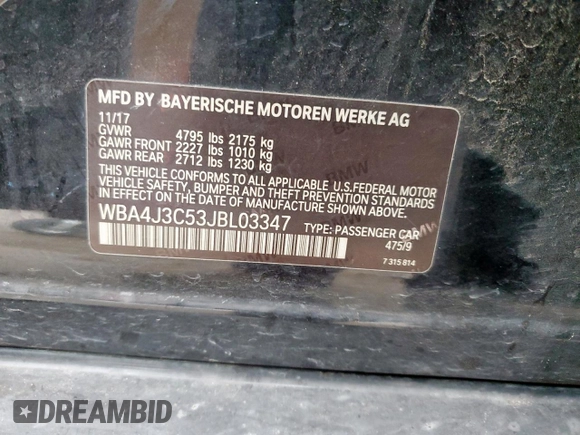 MFD BY BAYERISCHE MOTOREN WERKE AG
11/17
GVWR 4795 lbs 2175 kg
GAWR FRONT 2227 lbs 1010 kg
GAWR REAR 2712 lbs 1230 kg
THIS VEHICLE CONFORMS TO ALL APPLICABLE U.S.FEDERAL MOTOR
VEHICLE SAFETY, BUMPER AND THEFT PREVENTION STANDARDS
IN EFFECT ON THE DATE OF MANUFACTURE SHOWN ABOVE.
WBA4J3C53JBL03347 TYPE: PASSENGER CAR
475/9
7 315 814
DREAMBID